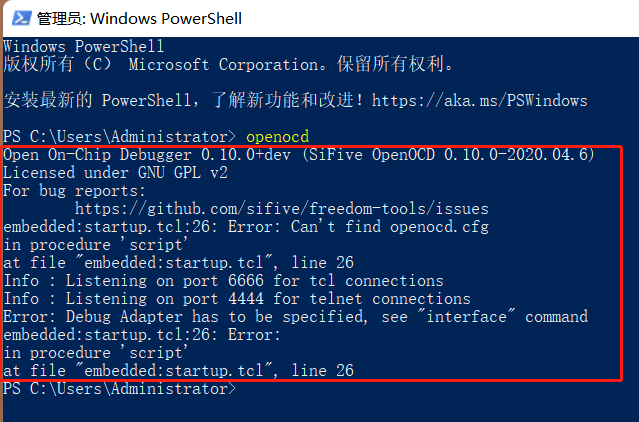 管理员: Windows PowerShell
Windows PowerShell
版权所有（C） Microsoft Corporation。保留所有权利。
安装最新的 PowerShell，了解新功能和改进！https://aka.ms/PSWindows
PS C:\Users\Administrator> openocd
Open On-Chip Debugger 0.10.0+dev (SiFive OpenOCD 0.10.0-2020.04.6)
Licensed under GNU GPL v2
For bug reports:
        https://github.com/sifive/freedom-tools/issues
embedded:startup.tcl:26: Error: Can't find openocd.cfg
in procedure 'script'
at file "embedded:startup.tcl", line 26
Info : Listening on port 6666 for tcl connections
Info : Listening on port 4444 for telnet connections
Error: Debug Adapter has to be specified, see "interface" command
embedded:startup.tcl:26: Error:
in procedure 'script'
at file "embedded:startup.tcl", line 26
PS C:\Users\Administrator>